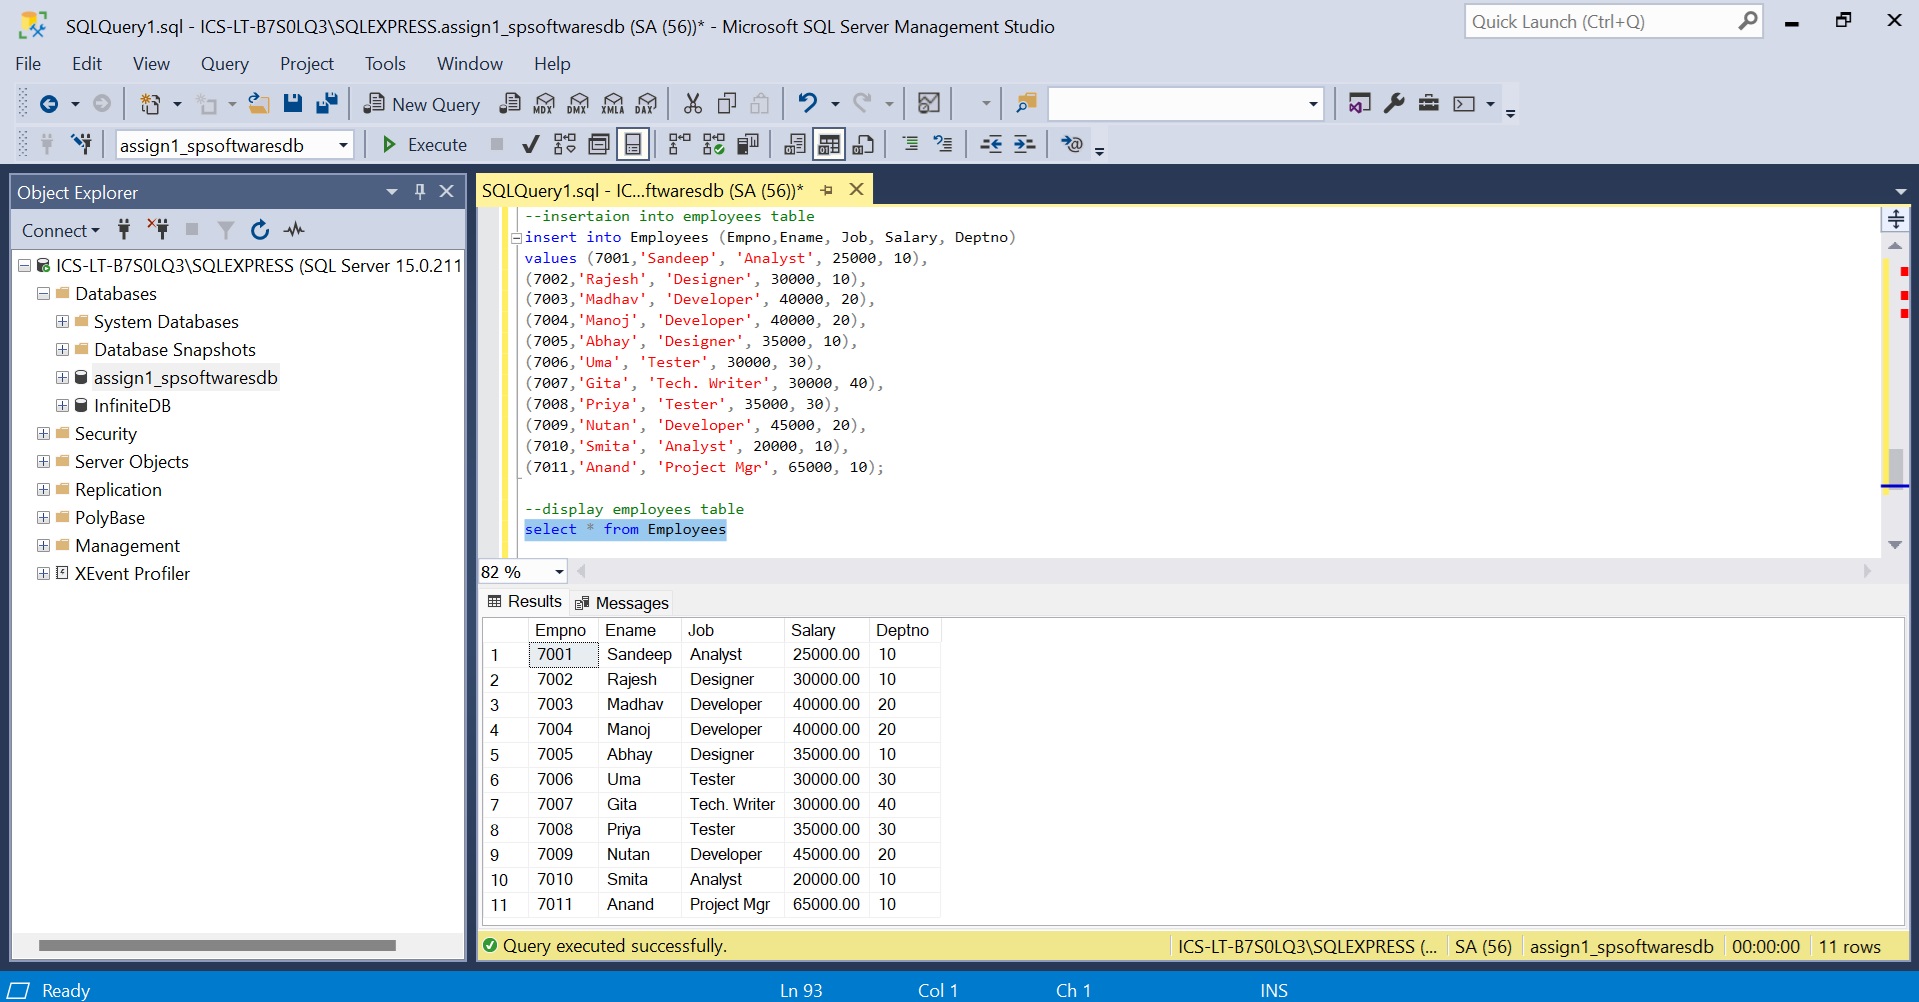 SQLQuery1.sql - ICS-LT-B7S0LQ3\SQLEXPRESS.assign1_spsoftwaresdb (SA (56))* - Microsoft SQL Server Management Studio
Quick Launch (Ctrl+Q)
File Edit View Query Project Tools Window Help
New Query MDX DMX XMLA DAX
assign1_spsoftwaresdb Execute
Object Explorer
Connect
ICS-LT-B7S0LQ3\SQLEXPRESS (SQL Server 15.0.211
Databases
System Databases
Database Snapshots
assign1_spsoftwaresdb
InfiniteDB
Security
Server Objects
Replication
PolyBase
Management
XEvent Profiler
SQLQuery1.sql - IC...ftwaresdb (SA (56))*
--insertaion into employees table
insert into Employees (Empno,Ename, Job, Salary, Deptno)
values (7001,'Sandeep', 'Analyst', 25000, 10),
(7002,'Rajesh', 'Designer', 30000, 10),
(7003,'Madhav', 'Developer', 40000, 20),
(7004,'Manoj', 'Developer', 40000, 20),
(7005,'Abhay', 'Designer', 35000, 10),
(7006,'Uma', 'Tester', 30000, 30),
(7007,'Gita', 'Tech. Writer', 30000, 40),
(7008,'Priya', 'Tester', 35000, 30),
(7009,'Nutan', 'Developer', 45000, 20),
(7010,'Smita', 'Analyst', 20000, 10),
(7011,'Anand', 'Project Mgr', 65000, 10);
--display employees table
select * from Employees
82 %
Results Messages
Empno Ename Job Salary Deptno
1 7001 Sandeep Analyst 25000.00 10
2 7002 Rajesh Designer 30000.00 10
3 7003 Madhav Developer 40000.00 20
4 7004 Manoj Developer 40000.00 20
5 7005 Abhay Designer 35000.00 10
6 7006 Uma Tester 30000.00 30
7 7007 Gita Tech. Writer 30000.00 40
8 7008 Priya Tester 35000.00 30
9 7009 Nutan Developer 45000.00 20
10 7010 Smita Analyst 20000.00 10
11 7011 Anand Project Mgr 65000.00 10
Query executed successfully. ICS-LT-B7S0LQ3\SQLEXPRESS (... SA (56) assign1_spsoftwaresdb 00:00:00 11 rows
Ready Ln 93 Col 1 Ch 1 INS